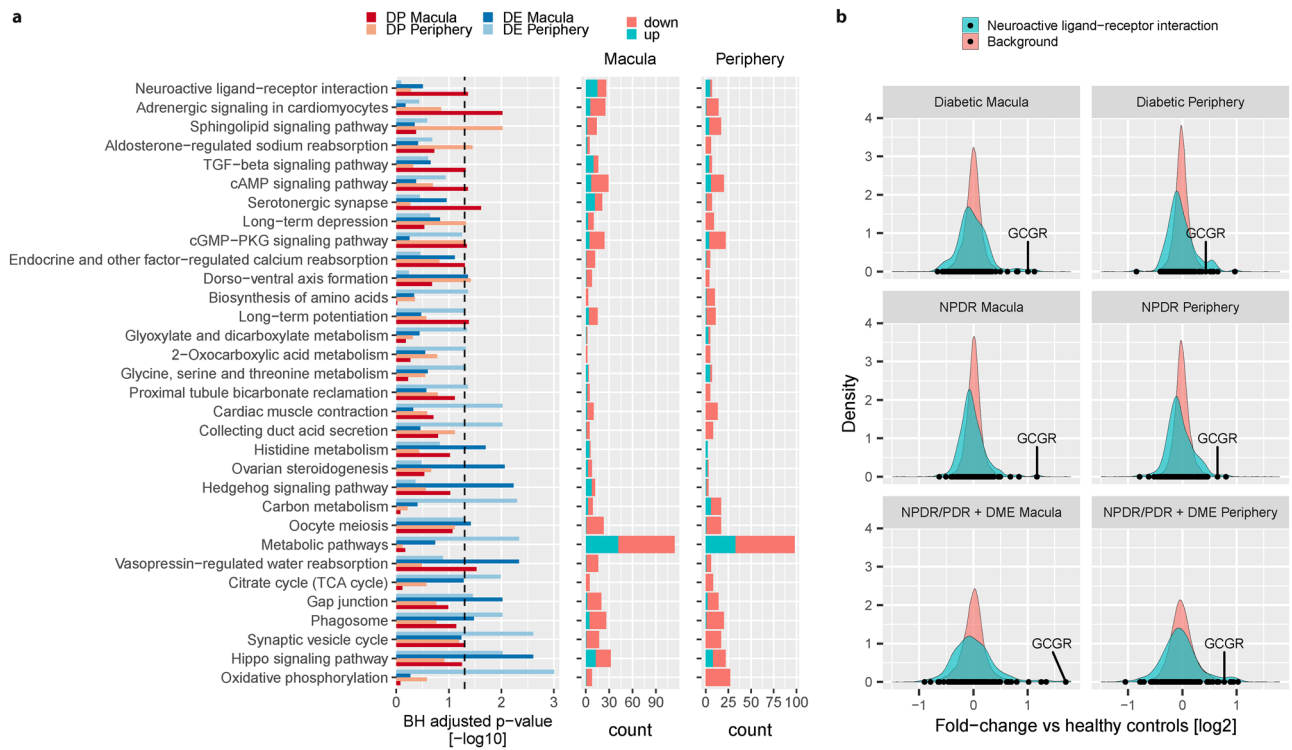 a
DP Macula
DP Periphery
DE Macula
DE Periphery
down
up
Macula
Periphery
Neuroactive ligand−receptor interaction
Adrenergic signaling in cardiomyocytes
Sphingolipid signaling pathway
Aldosterone−regulated sodium reabsorption
TGF−beta signaling pathway
cAMP signaling pathway
Serotonergic synapse
Long−term depression
cGMP−PKG signaling pathway
Endocrine and other factor−regulated calcium reabsorption
Dorso−ventral axis formation
Biosynthesis of amino acids
Long−term potentiation
Glyoxylate and dicarboxylate metabolism
2−Oxocarboxylic acid metabolism
Glycine, serine and threonine metabolism
Proximal tubule bicarbonate reclamation
Cardiac muscle contraction
Collecting duct acid secretion
Histidine metabolism
Ovarian steroidogenesis
Hedgehog signaling pathway
Carbon metabolism
Oocyte meiosis
Metabolic pathways
Vasopressin−regulated water reabsorption
Citrate cycle (TCA cycle)
Gap junction
Phagosome
Synaptic vesicle cycle
Hippo signaling pathway
Oxidative phosphorylation
0 1 2 3
BH adjusted p−value
[−log10]
0 30 60 90
count
0 25 50 75 100
count
b
Neuroactive ligand−receptor interaction
Background
Diabetic Macula
Diabetic Periphery
4
3
2
1
0
GCGR
GCGR
NPDR Macula
NPDR Periphery
4
3
2
1
0
GCGR
GCGR
NPDR/PDR + DME Macula
NPDR/PDR + DME Periphery
4
3
2
1
0
GCGR
GCGR
Density
−1 0 1
−1 0 1
Fold−change vs healthy controls [log2]